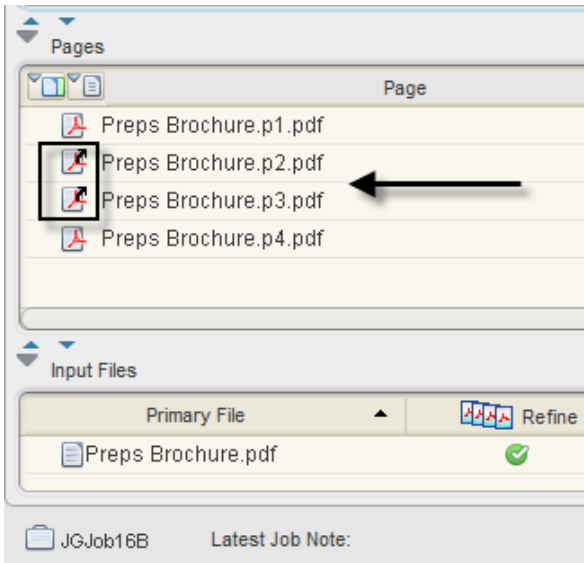 Pages
Page
Preps Brochure.p1.pdf
Preps Brochure.p2.pdf
Preps Brochure.p3.pdf
Preps Brochure.p4.pdf
Input Files
Primary File Refine
Preps Brochure.pdf
JGJob16B Latest Job Note: